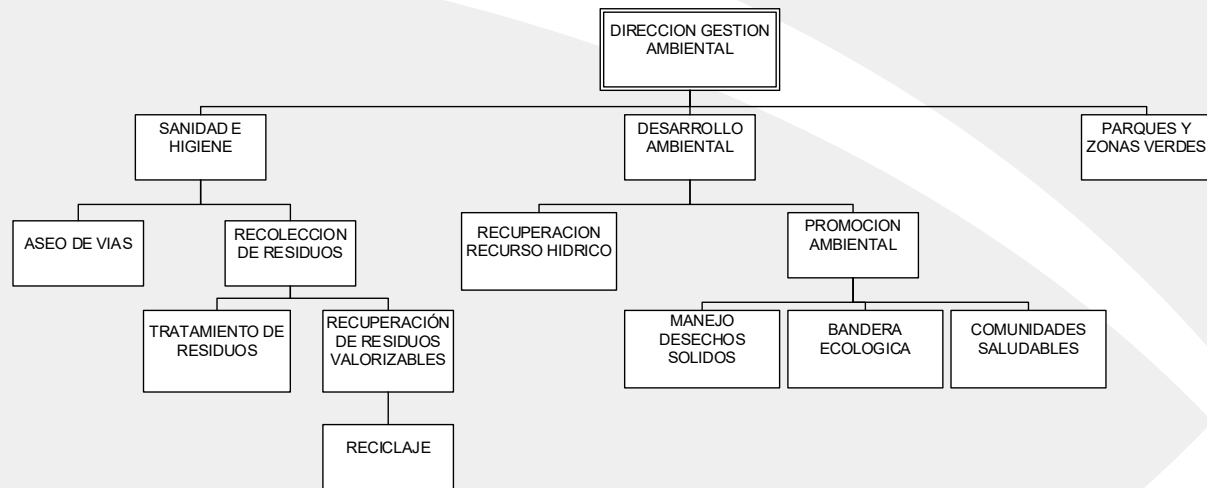 DIRECCION GESTION
AMBIENTAL
SANIDAD E
HIGIENE
DESARROLLO
AMBIENTAL
PARQUES Y
ZONAS VERDES
ASEO DE VIAS
RECOLECCION
DE RESIDUOS
RECUPERACION
RECURSO HIDRICO
PROMOCION
AMBIENTAL
TRATAMIENTO DE
RESIDUOS
RECUPERACIÓN
DE RESIDUOS
VALORIZABLES
MANEJO
DESECHOS
SOLIDOS
BANDERA
ECOLOGICA
COMUNIDADES
SALUDABLES
RECICLAJE